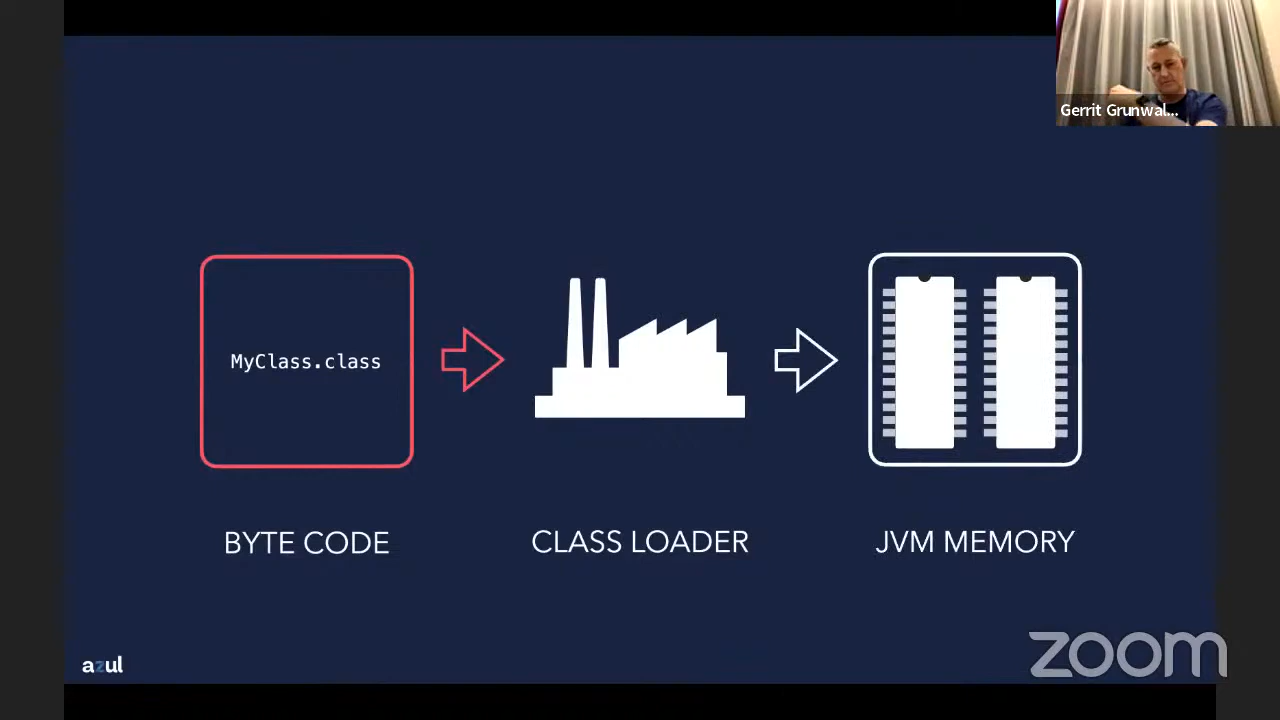 Gerrit Grunwal...
MyClass.class
BYTE CODE
CLASS LOADER
JVM MEMORY
azul
zoom